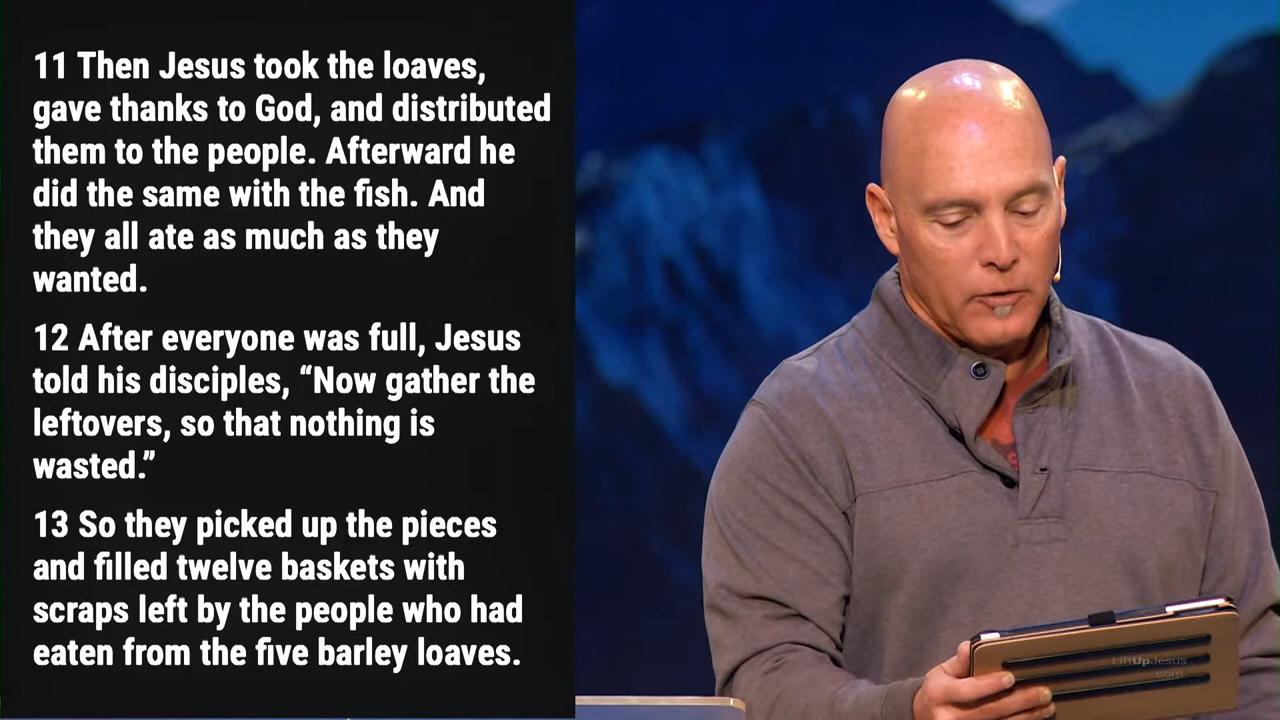 11 Then Jesus took the loaves,
gave thanks to God, and distributed
them to the people. Afterward he
did the same with the fish. And
they all ate as much as they
wanted.
12 After everyone was full, Jesus
told his disciples, “Now gather the
leftovers, so that nothing is
wasted.”
13 So they picked up the pieces
and filled twelve baskets with
scraps left by the people who had
eaten from the five barley loaves.
LiftUpJesus
.com